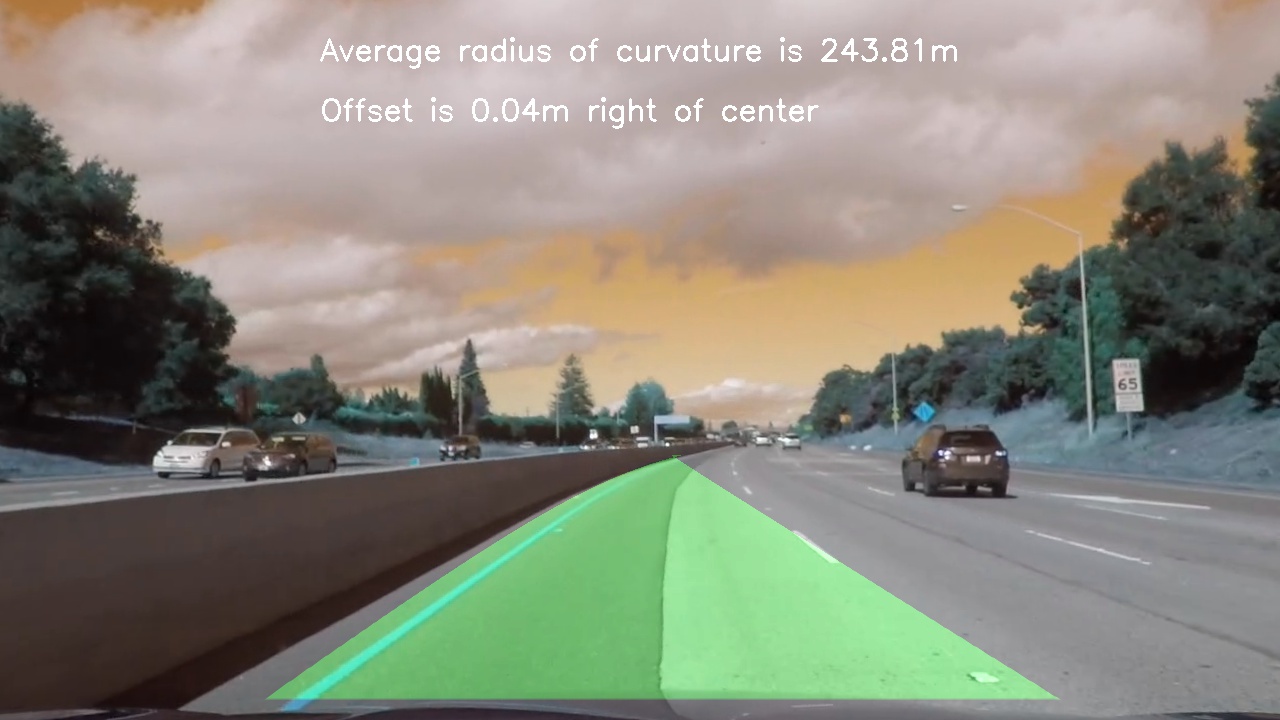 Average radius of curvature is 243.81m
Offset is 0.04m right of center
65